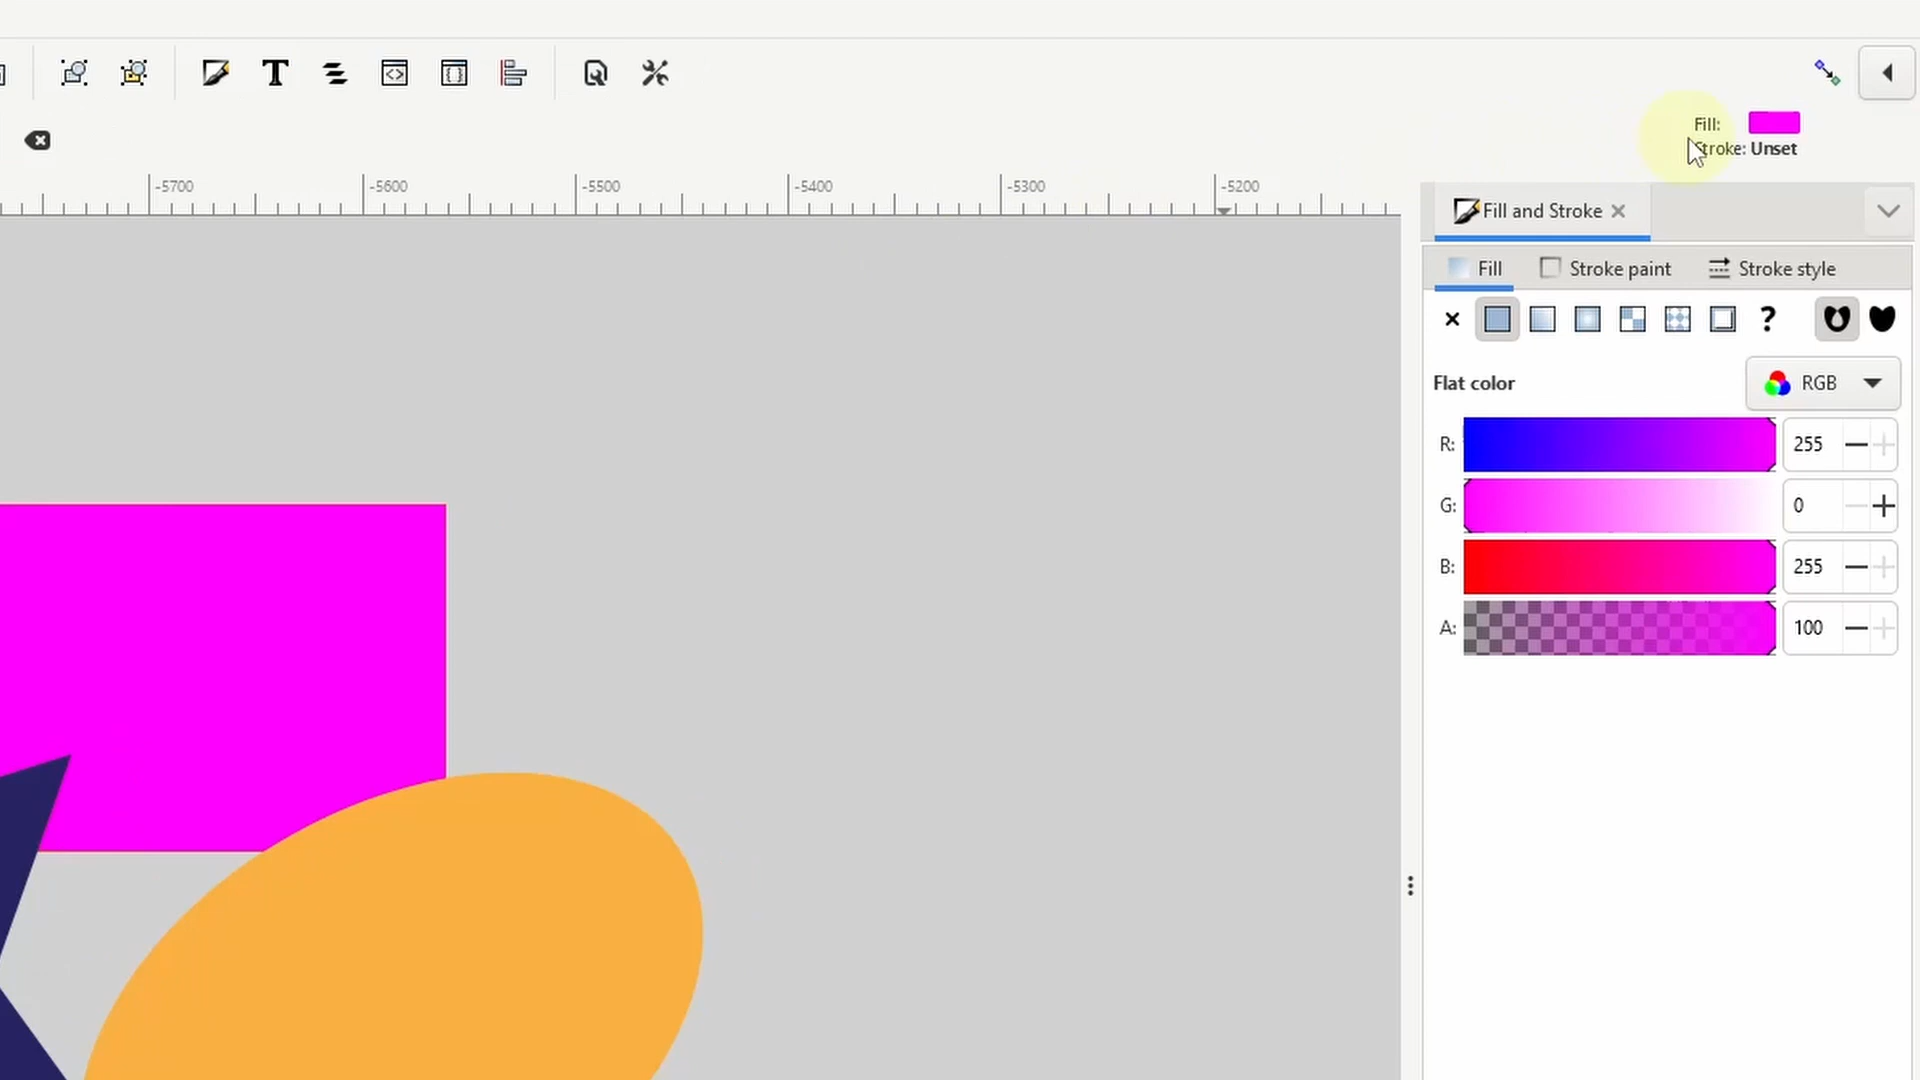 Fill:
Stroke: Unset
-5700
-5600
-5500
-5400
-5300
-5200
Fill and Stroke
Fill
Stroke paint
Stroke style
?
Flat color
RGB
R:
255
G:
0
B:
255
A:
100